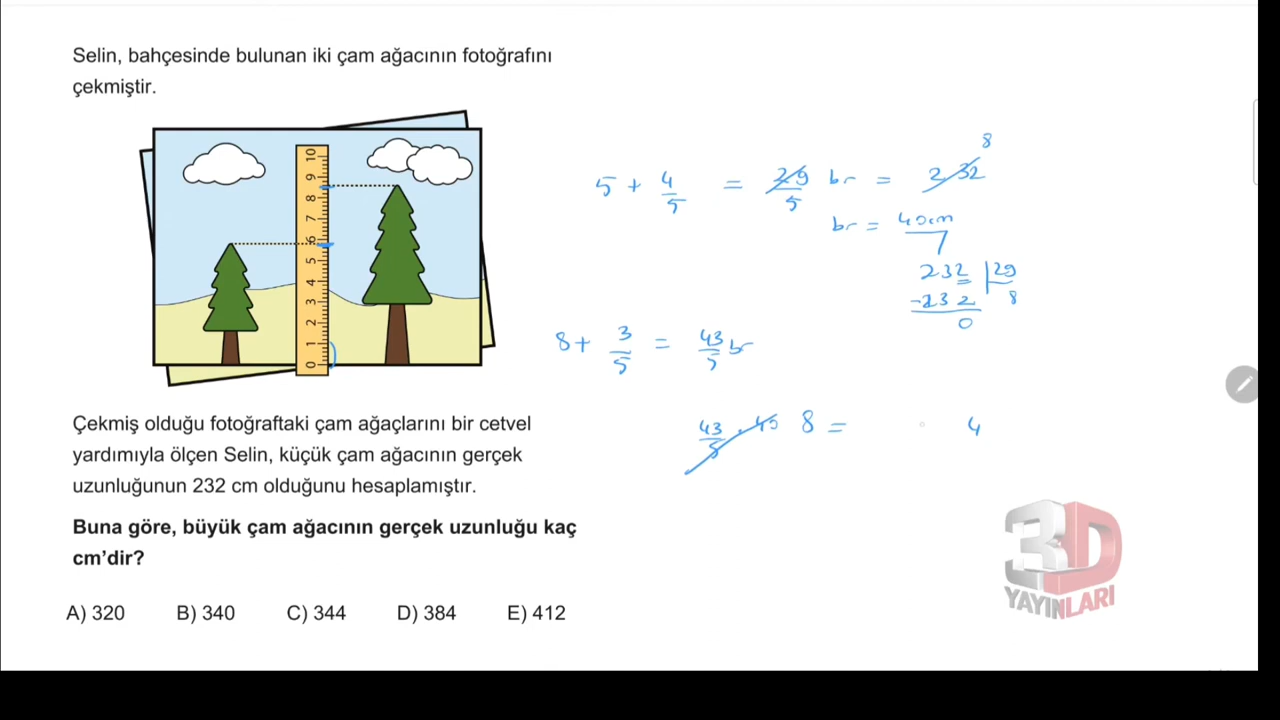 Selin, bahçesinde bulunan iki çam ağacının fotoğrafını
çekmiştir.
0 1 2 3 4 5 6 7 8 9 10
5 + 4/5 = 29/5 br = 232 8
br = 40cm
232 | 29
-232 8
0
8 + 3/5 = 43/5 br
43/5 . 40 8 = 4
Çekmiş olduğu fotoğraftaki çam ağaçlarını bir cetvel
yardımıyla ölçen Selin, küçük çam ağacının gerçek
uzunluğunun 232 cm olduğunu hesaplamıştır.
Buna göre, büyük çam ağacının gerçek uzunluğu kaç
cm'dir?
A) 320 B) 340 C) 344 D) 384 E) 412
3D
YAYINLARI